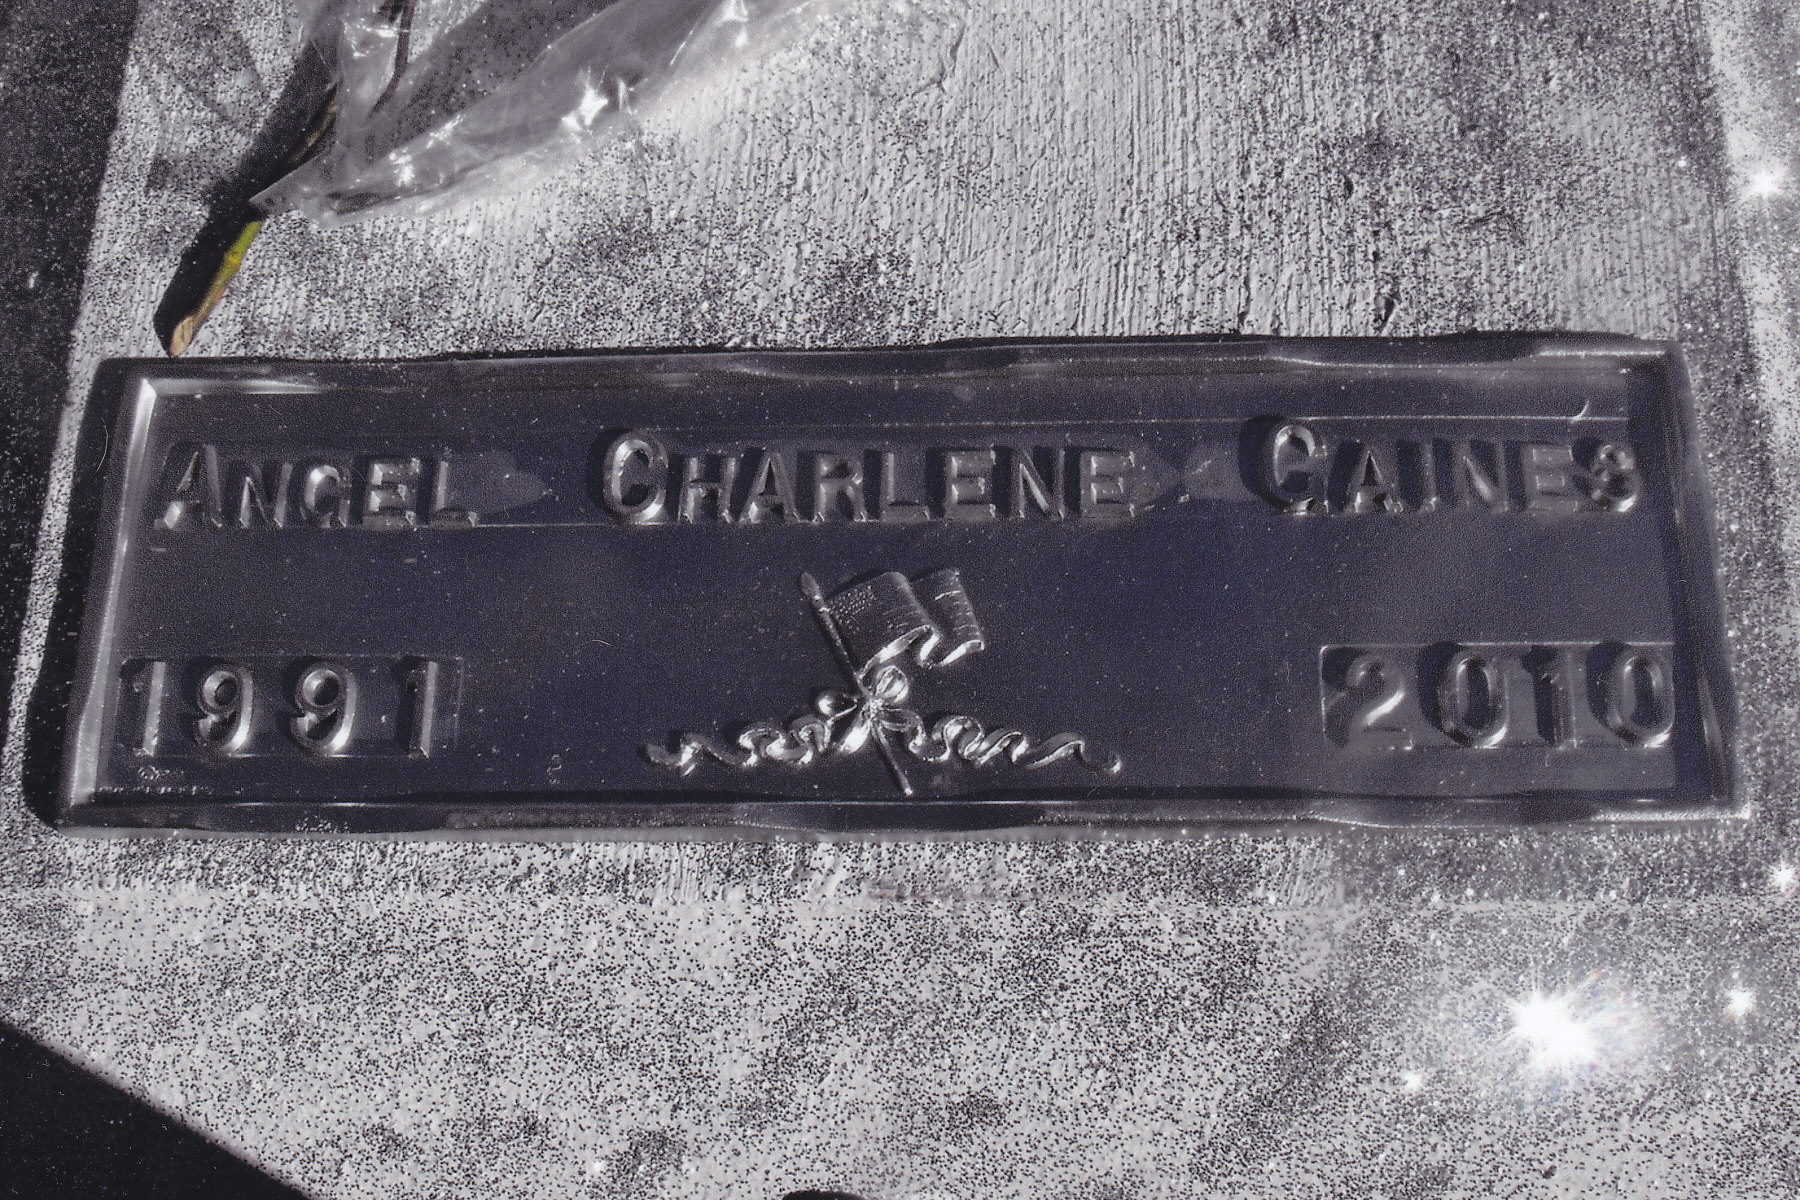 ANGEL CHARLENE GAINES
1991 2010